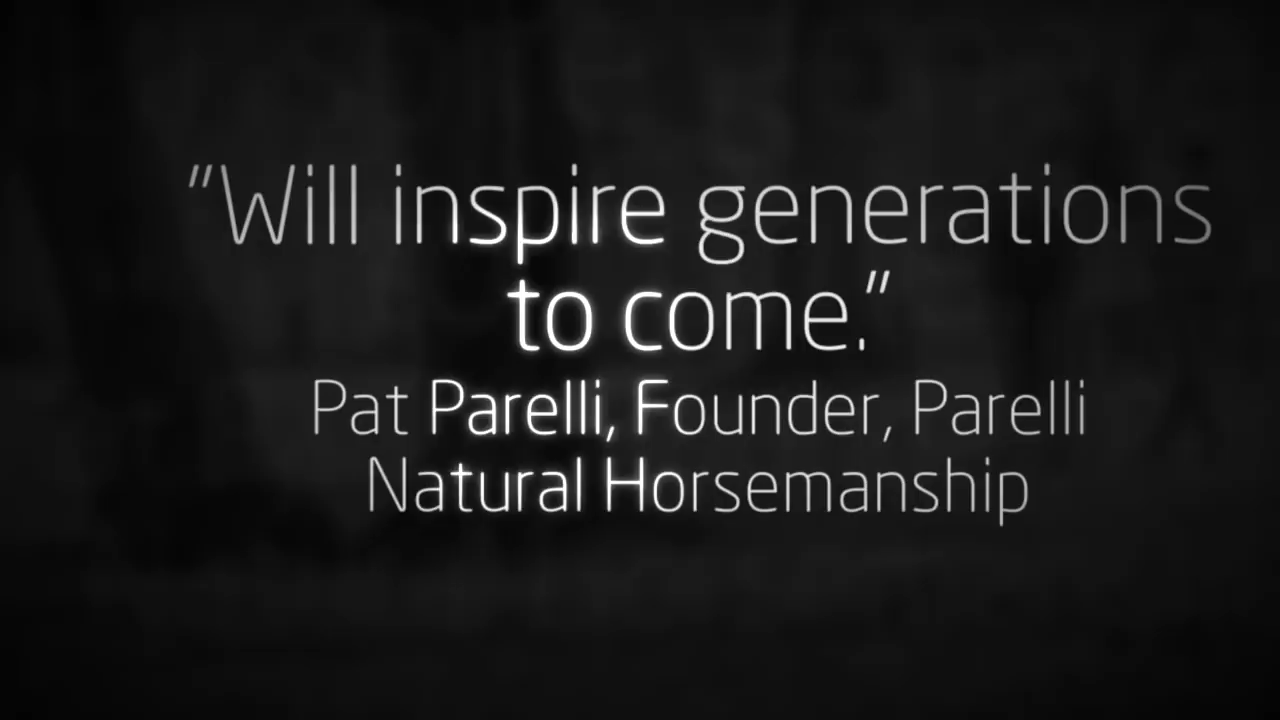 "Will inspire generations
to come."
Pat Parelli, Founder, Parelli
Natural Horsemanship